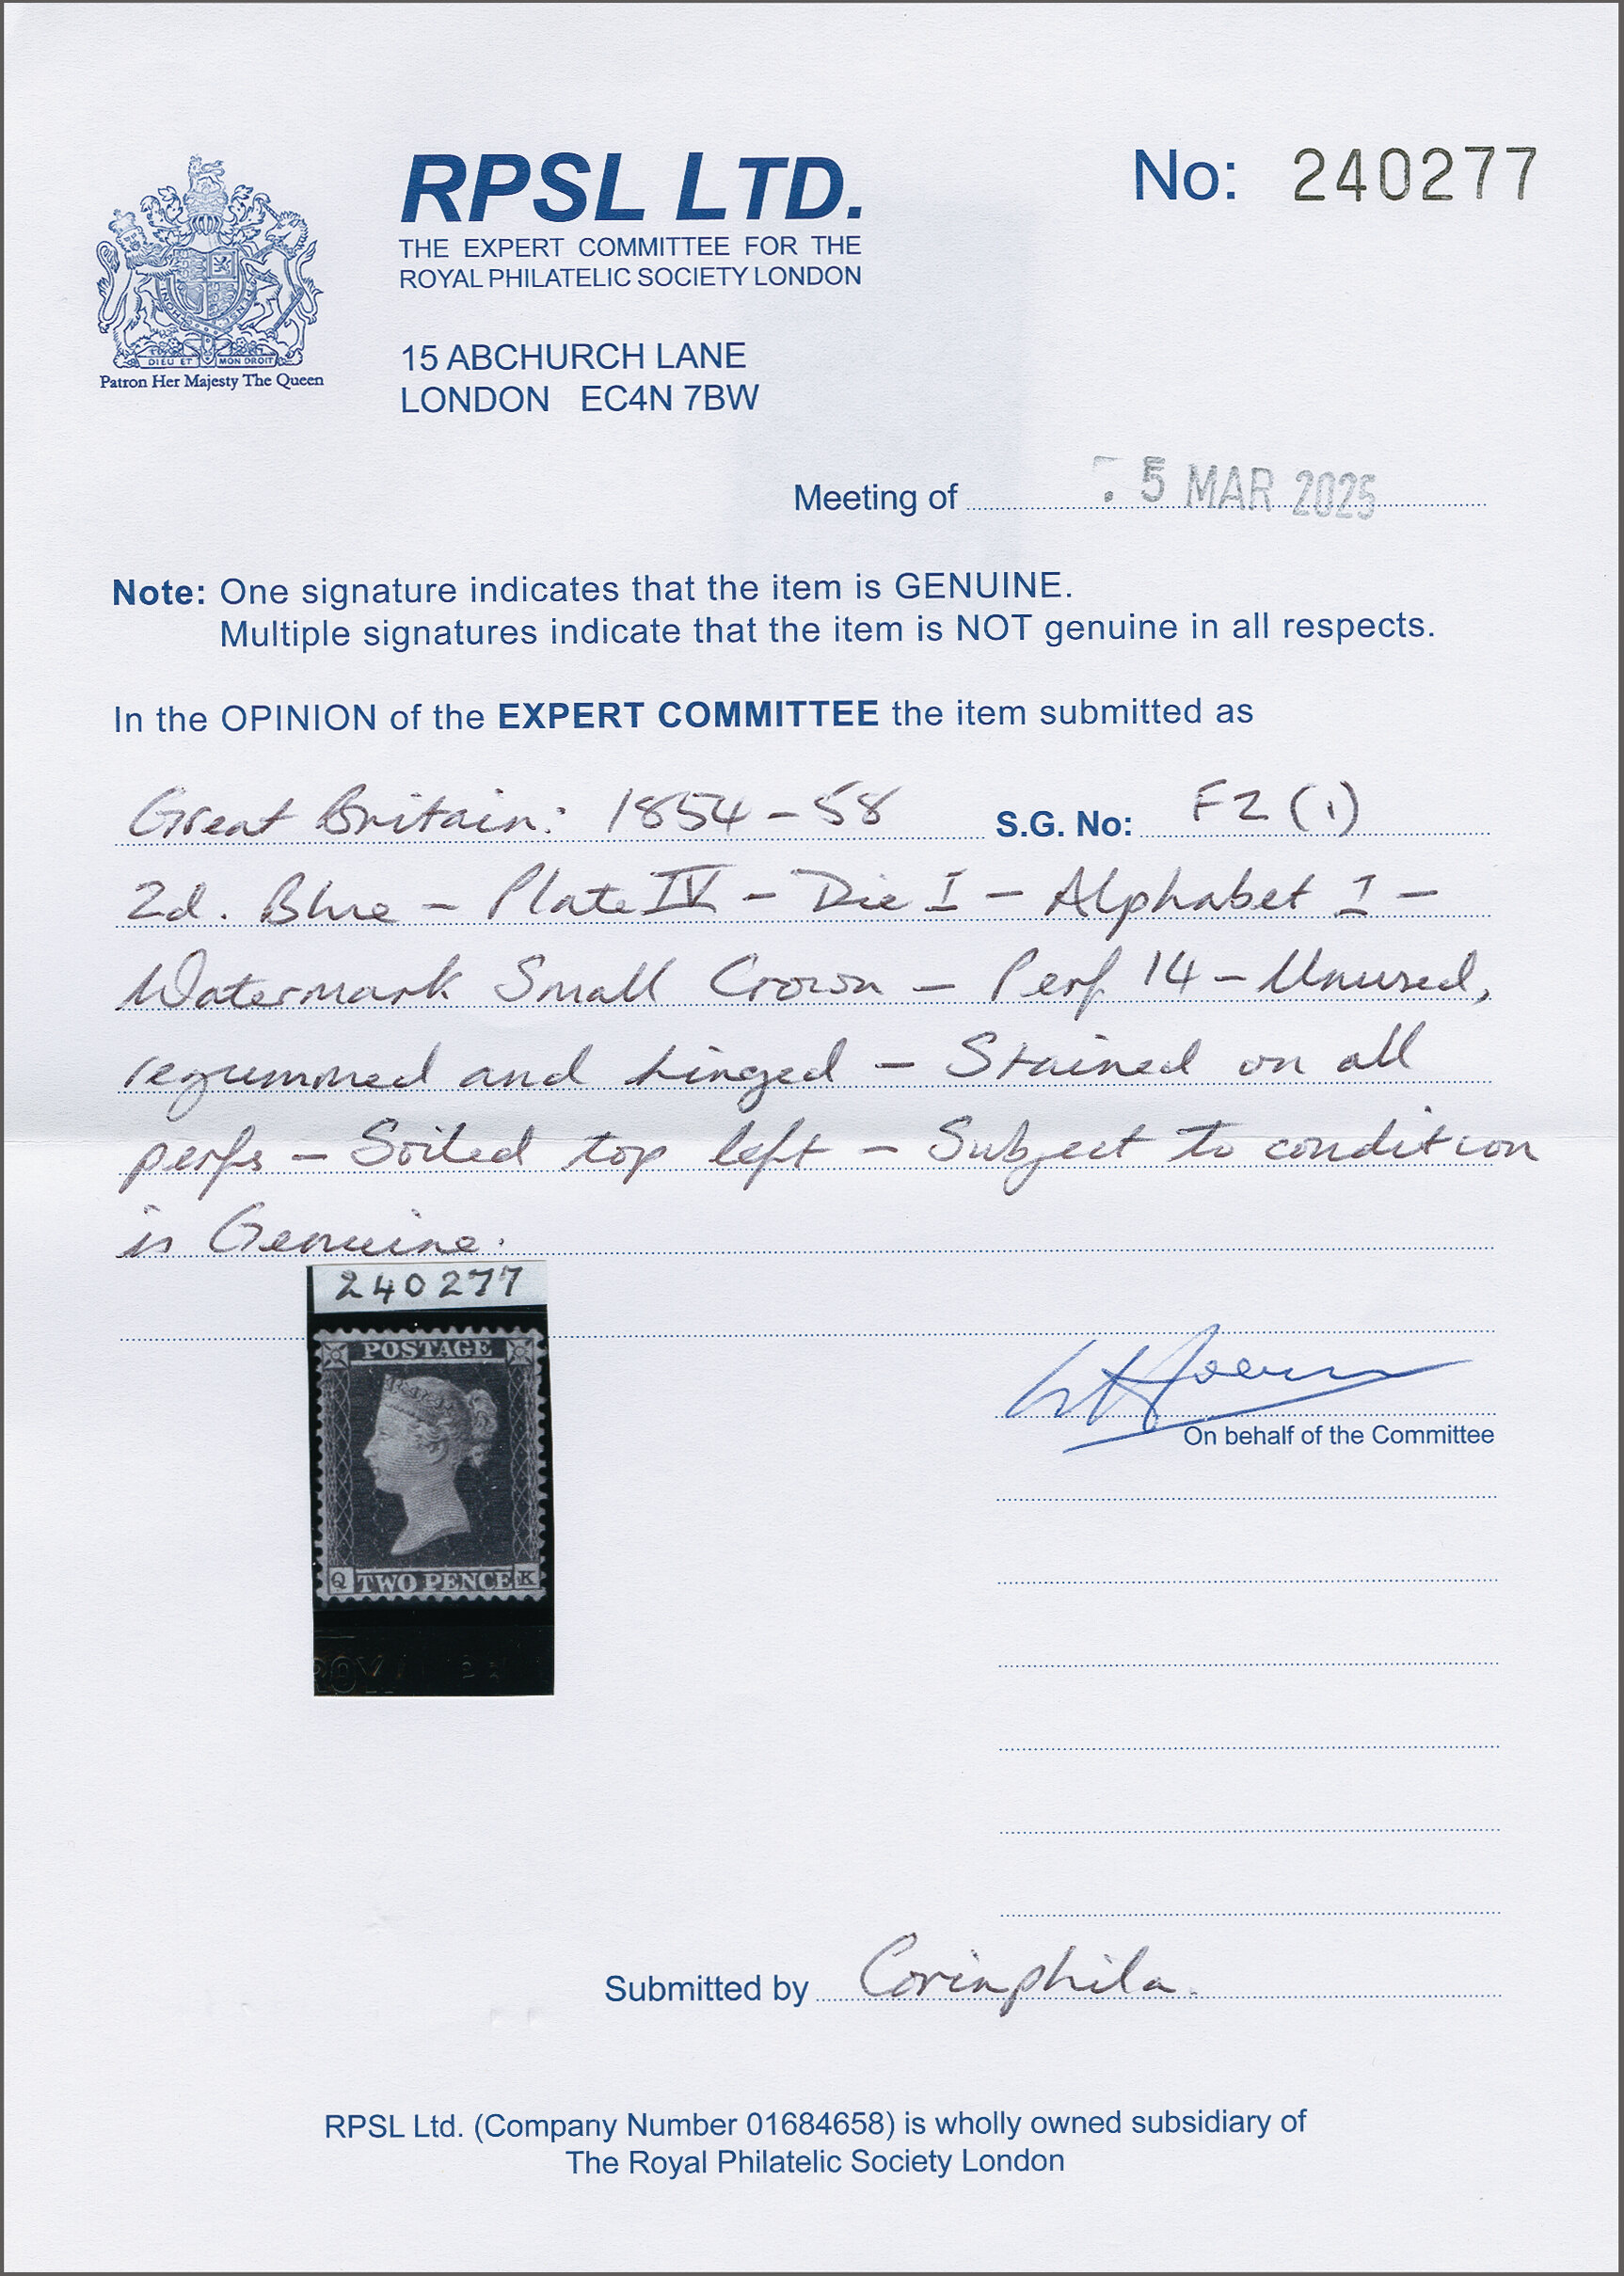 RPSL LTD.
THE EXPERT COMMITTEE FOR THE
ROYAL PHILATELIC SOCIETY LONDON
15 ABCHURCH LANE
LONDON EC4N 7BW
No: 240277
DIEU ET MON DROIT
Patron Her Majesty The Queen
Meeting of 5 MAR 2025
Note: One signature indicates that the item is GENUINE.
Multiple signatures indicate that the item is NOT genuine in all respects.
In the OPINION of the EXPERT COMMITTEE the item submitted as
Great Britain: 1854-58 S.G. No: F2 (1)
2d. Blue - Plate IV - Die I - Alphabet I -
Watermark Small Crown - Perf 14 - Unused,
regummed and hinged - Stained on all
perfs - Soiled top left - Subject to condition
is Genuine.
240277
POSTAGE
Q TWO PENCE K
On behalf of the Committee
Submitted by Corinphila.
RPSL Ltd. (Company Number 01684658) is wholly owned subsidiary of
The Royal Philatelic Society London